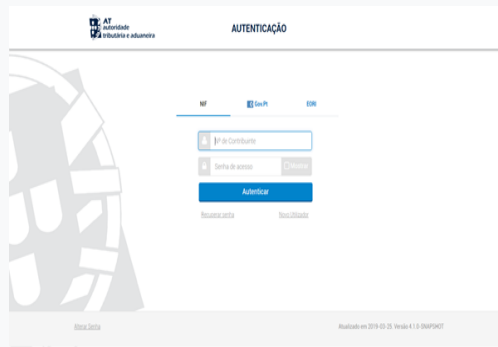 AT
autoridade
tributária e aduaneira
AUTENTICAÇÃO
NIF
Gov.Pt
EORI
Nº de Contribuinte
Senha de acesso
Mostrar
Autenticar
Recuperar senha
Novo Utilizador
Alterar Senha
Atualizado em 2019-03-25. Versão 4.1.0-SNAPSHOT